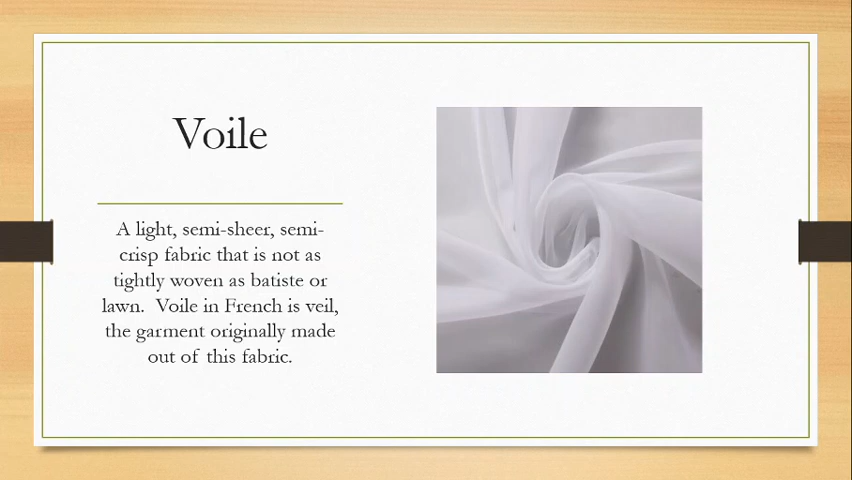 Voile
A light, semi-sheer, semi-
crisp fabric that is not as
tightly woven as batiste or
lawn.  Voile in French is veil,
the garment originally made
out of this fabric.